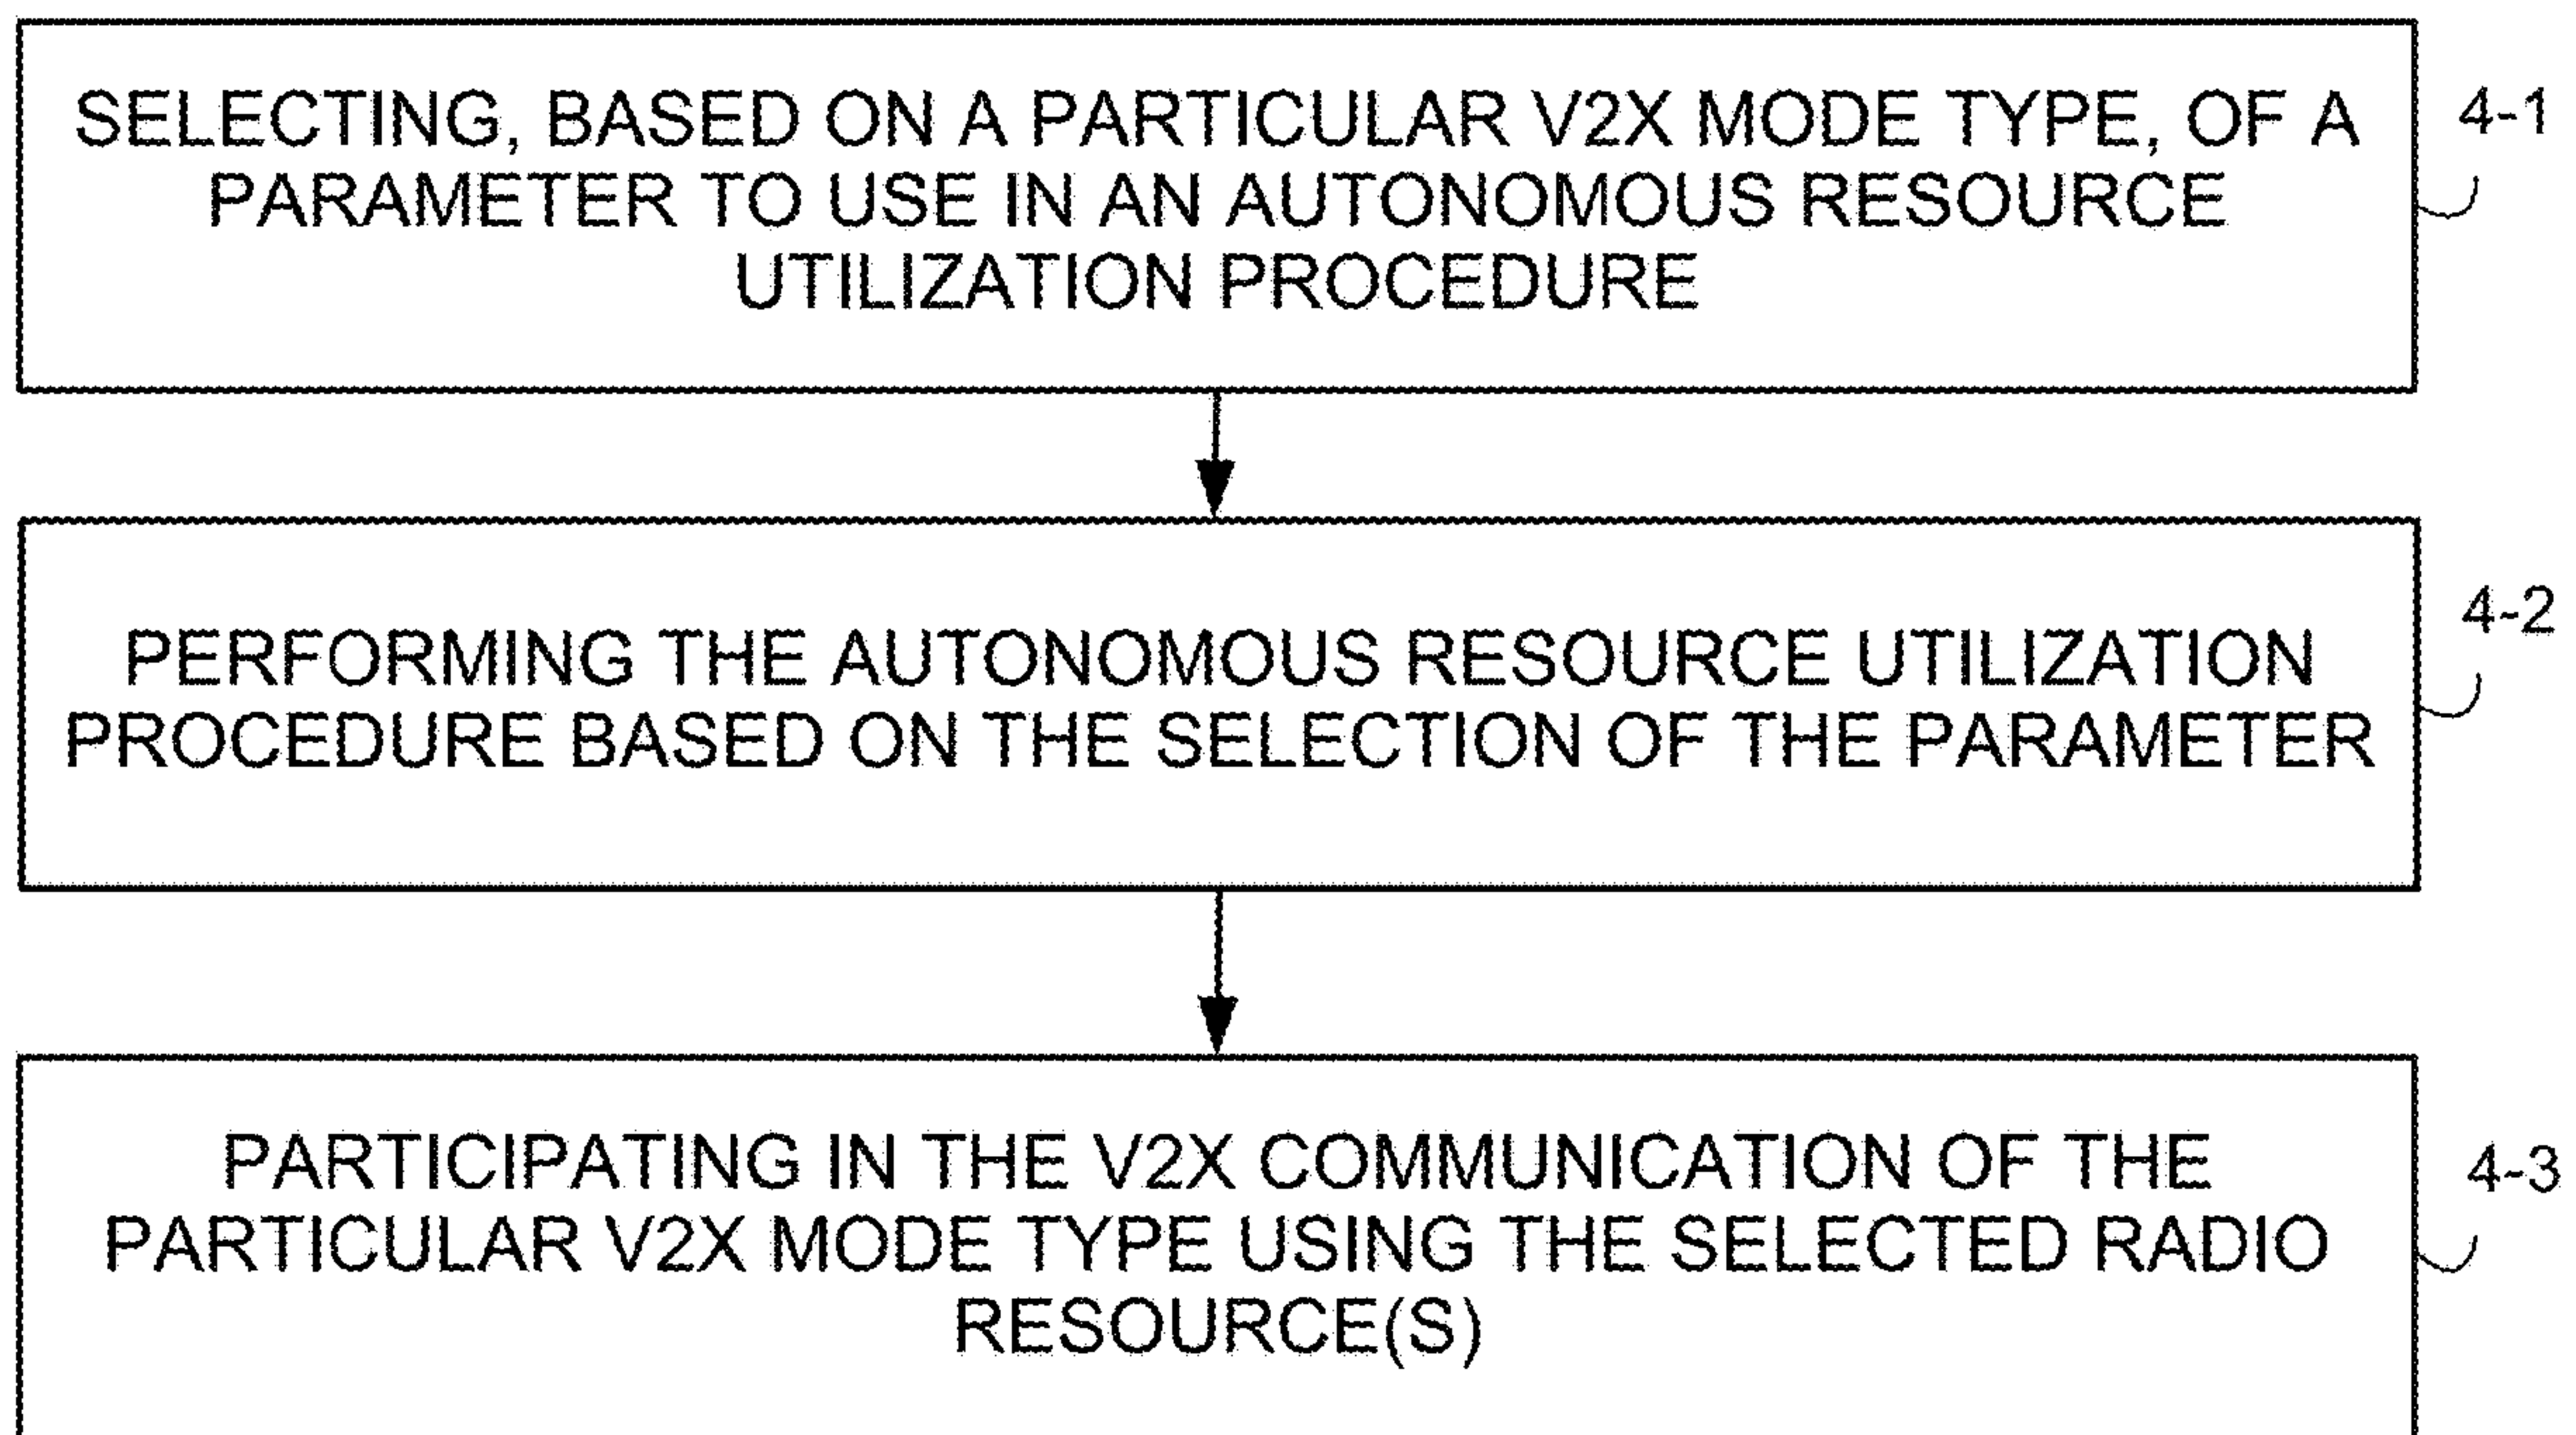 SELECTING, BASED ON A PARTICULAR V2X MODE TYPE, OF A
PARAMETER TO USE IN AN AUTONOMOUS RESOURCE
UTILIZATION PROCEDURE
4-1
PERFORMING THE AUTONOMOUS RESOURCE UTILIZATION
PROCEDURE BASED ON THE SELECTION OF THE PARAMETER
4-2
PARTICIPATING IN THE V2X COMMUNICATION OF THE
PARTICULAR V2X MODE TYPE USING THE SELECTED RADIO
RESOURCE(S)
4-3